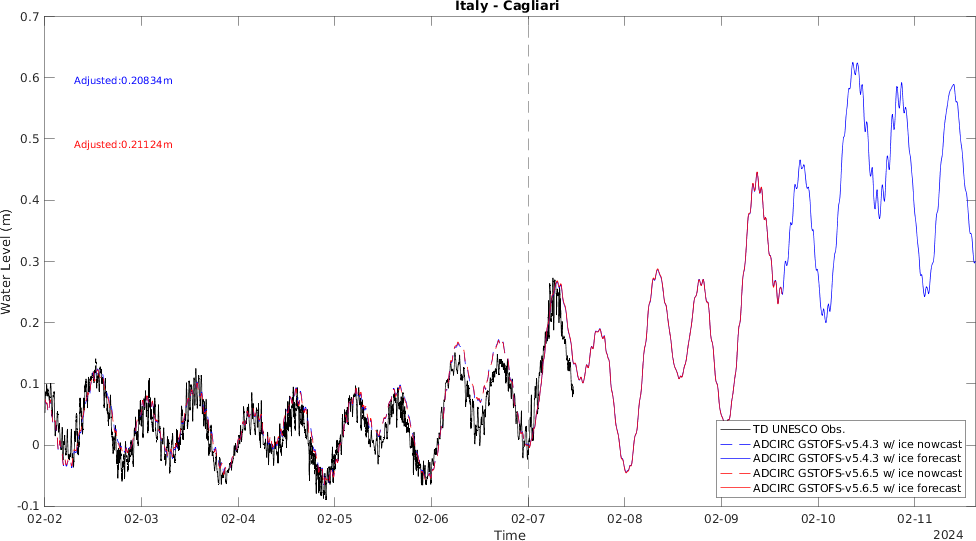 Italy - Cagliari
0.7
0.6
0.5
0.4
0.3
0.2
0.1
0
-0.1
Water Level (m)
Adjusted:0.20834m
Adjusted:0.21124m
TD UNESCO Obs.
ADCIRC GSTOFS-v5.4.3 w/ ice nowcast
ADCIRC GSTOFS-v5.4.3 w/ ice forecast
ADCIRC GSTOFS-v5.6.5 w/ ice nowcast
ADCIRC GSTOFS-v5.6.5 w/ ice forecast
02-02 02-03 02-04 02-05 02-06 02-07 02-08 02-09 02-10 02-11
Time
2024